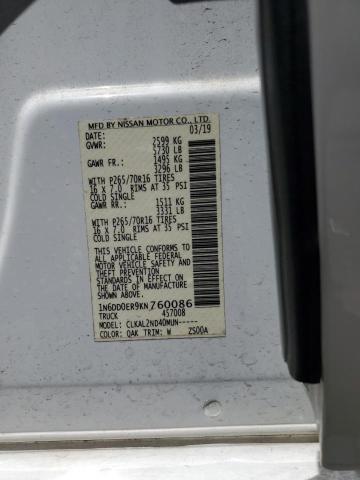 MFD BY NISSAN MOTOR CO., LTD.
03/19
GVWR: 2599 KG
5730 LB
GAWR FR.: 1495 KG
3296 LB
WITH P265/70R16 TIRES
16 X 7.0 RIMS AT 35 PSI
COLD SINGLE
GAWR RR.: 1511 KG
3331 LB
WITH P265/70R16 TIRES
16 X 7.0 RIMS AT 35 PSI
COLD SINGLE
THIS VEHICLE CONFORMS TO
ALL APPLICABLE FEDERAL
MOTOR VEHICLE SAFETY
AND THEFT PREVENTION
STANDARDS IN EFFECT ON
THE DATE OF MANUFACTURE
SHOWN ABOVE.
1N6DD0ER9KN760086
TRUCK 457008
MODEL: CLKAL2ND40MUN-----
COLOR: QAK TRIM: W ZS00A